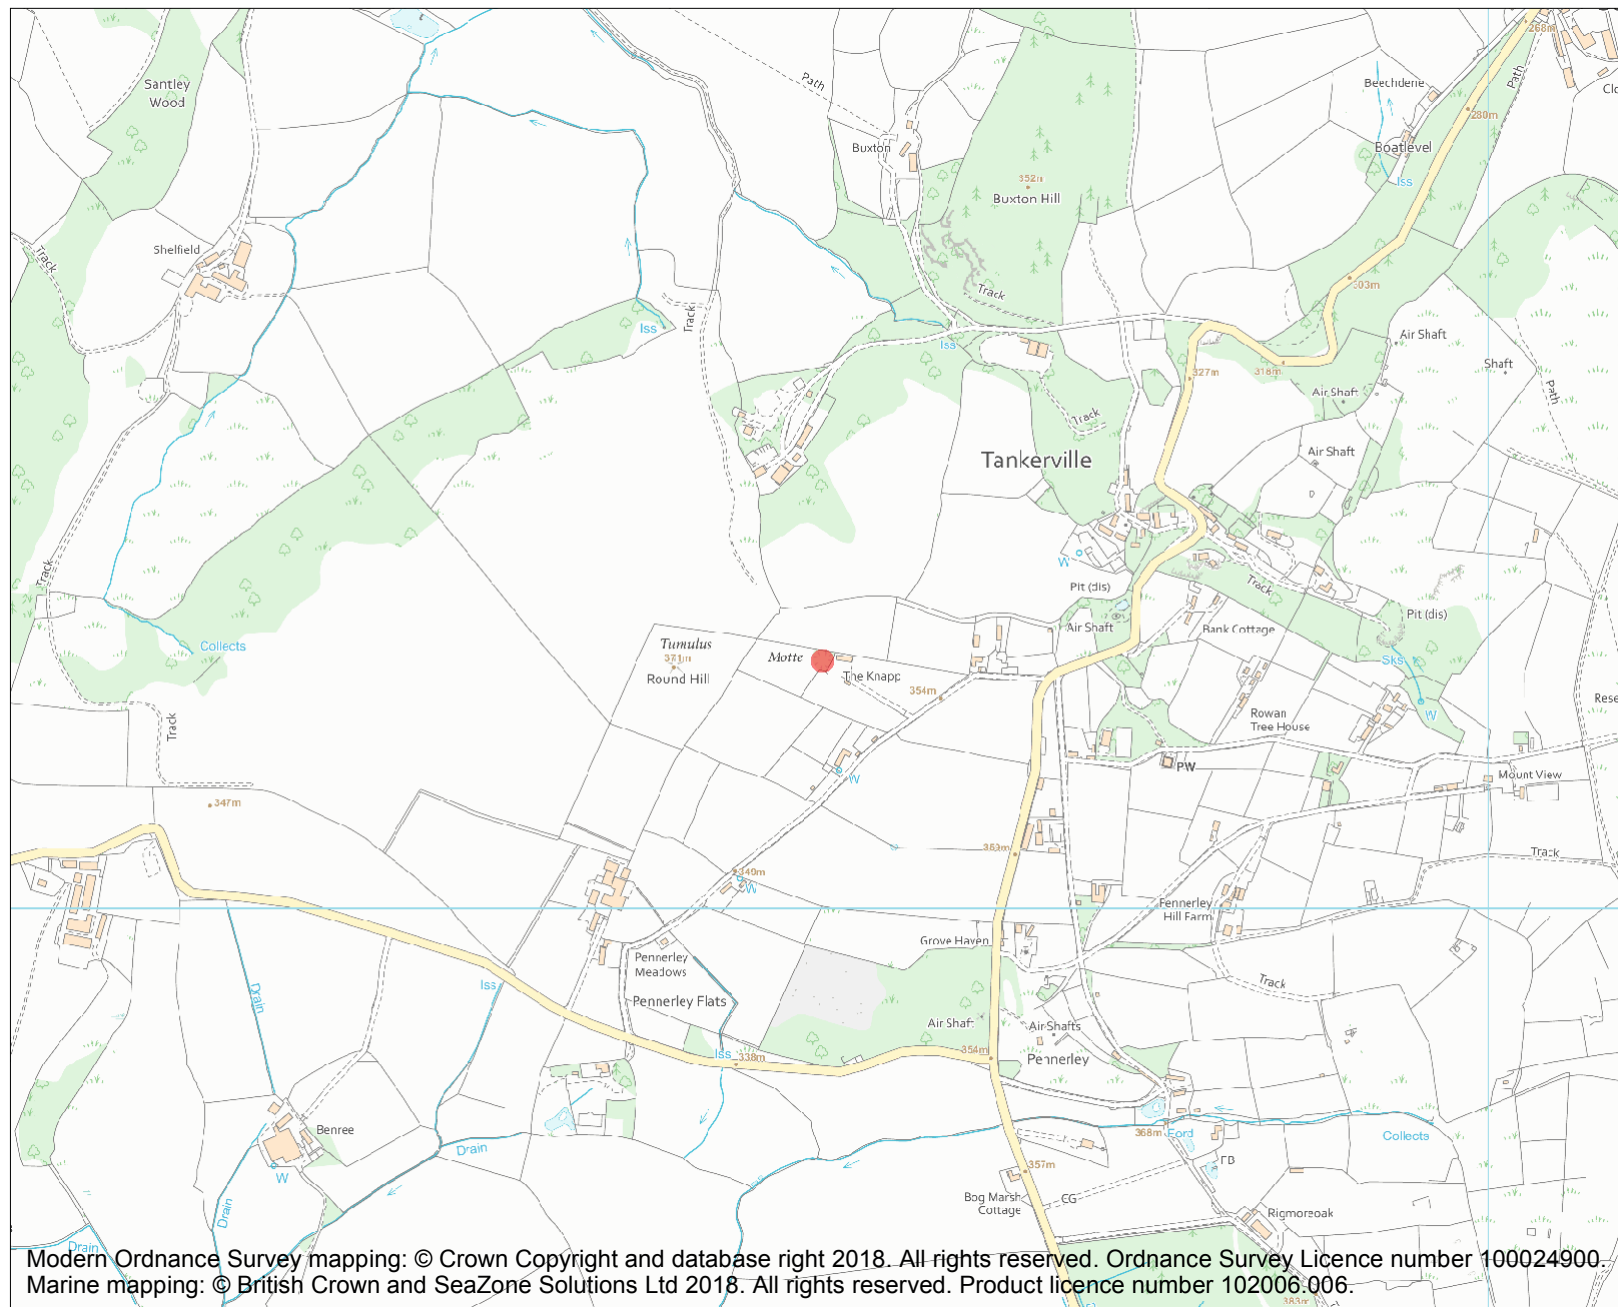 268m
Path
Santley
Wood
Path
Beechdene
280m
Buxton
Boatlevel
Iss
352m
Buxton Hill
Shelfield
Track
Track
303m
Iss
Track
Iss
Air Shaft
Shaft
327m
318m
Air Shaft
Path
Track
Air Shaft
Tankerville
W
Track
Pit (dis)
Track
Pit (dis)
Air Shaft
Bank Cottage
Collects
Tumulus
371m
Round Hill
Motte
The Knapp
354m
Sks
W
Rowan
Tree House
Track
PW
W
Mount View
347m
353m
Track
349m
W
Fennerley
Hill Farm
Grove Haven
Pennerley
Meadows
Iss
Drain
Pennerley Flats
Track
Air Shaft
Air Shafts
Iss
338m
354m
Pennerley
Benree
Drain
368m
Ford
Collects
W
FB
357m
Bog Marsh
Cottage
CG
Drain
Rigmoreoak
Drain
Modern Ordnance Survey mapping: © Crown Copyright and database right 2018. All rights reserved. Ordnance Survey Licence number 100024900.
Marine mapping: © British Crown and SeaZone Solutions Ltd 2018. All rights reserved. Product licence number 102006.006.
383m